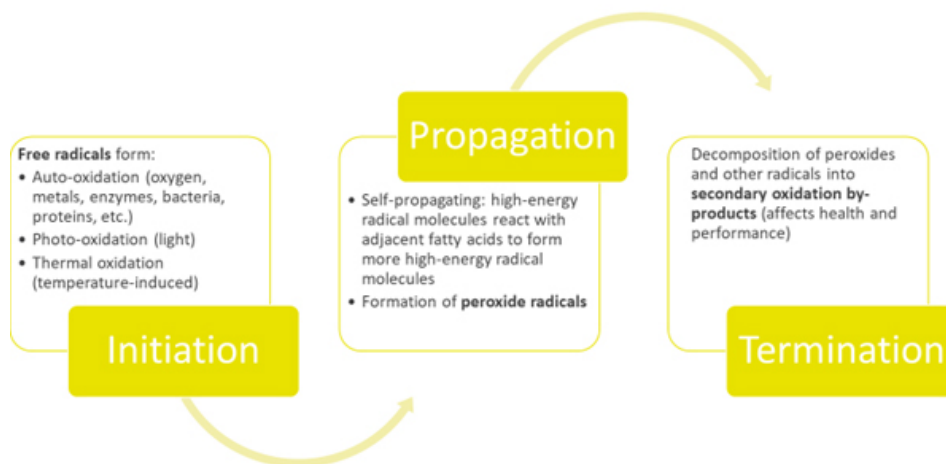 Free radicals form:
• Auto-oxidation (oxygen,
metals, enzymes, bacteria,
proteins, etc.)
• Photo-oxidation (light)
• Thermal oxidation
(temperature-induced)
Initiation
Propagation
• Self-propagating: high-energy
radical molecules react with
adjacent fatty acids to form
more high-energy radical
molecules
• Formation of peroxide radicals
Decomposition of peroxides
and other radicals into
secondary oxidation by-
products (affects health and
performance)
Termination